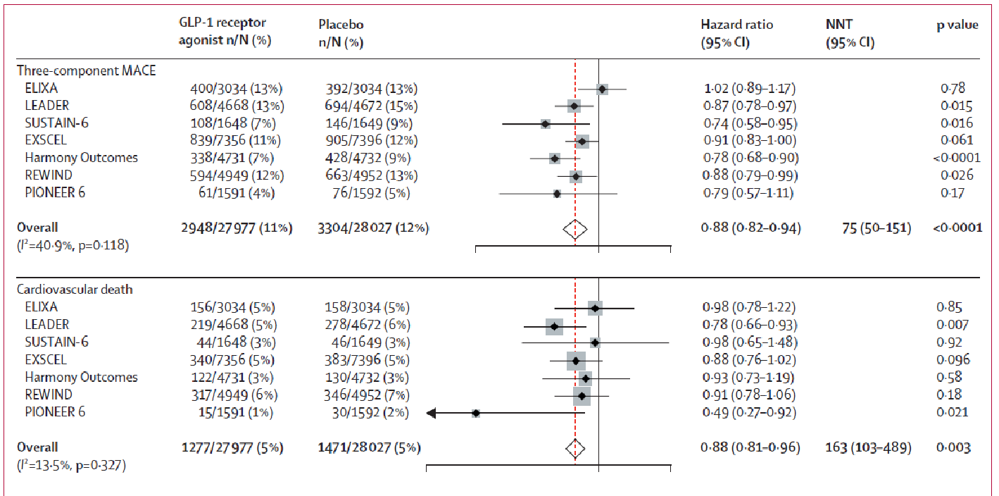 GLP-1 receptor agonist n/N (%) Placebo n/N (%) Hazard ratio (95% CI) NNT (95% CI) p value
Three-component MACE
ELIXA 400/3034 (13%) 392/3034 (13%) 1·02 (0·89–1·17) 0·78
LEADER 608/4668 (13%) 694/4672 (15%) 0·87 (0·78–0·97) 0·015
SUSTAIN-6 108/1648 (7%) 146/1649 (9%) 0·74 (0·58–0·95) 0·016
EXSCEL 839/7356 (11%) 905/7396 (12%) 0·91 (0·83–1·00) 0·061
Harmony Outcomes 338/4731 (7%) 428/4732 (9%) 0·78 (0·68–0·90) <0·0001
REWIND 594/4949 (12%) 663/4952 (13%) 0·88 (0·79–0·99) 0·026
PIONEER 6 61/1591 (4%) 76/1592 (5%) 0·79 (0·57–1·11) 0·17
Overall 2948/27 977 (11%) 3304/28 027 (12%) 0·88 (0·82–0·94) 75 (50–151) <0·0001
(I²=40·9%, p=0·118)
Cardiovascular death
ELIXA 156/3034 (5%) 158/3034 (5%) 0·98 (0·78–1·22) 0·85
LEADER 219/4668 (5%) 278/4672 (6%) 0·78 (0·66–0·93) 0·007
SUSTAIN-6 44/1648 (3%) 46/1649 (3%) 0·98 (0·65–1·48) 0·92
EXSCEL 340/7356 (5%) 383/7396 (5%) 0·88 (0·76–1·02) 0·096
Harmony Outcomes 122/4731 (3%) 130/4732 (3%) 0·93 (0·73–1·19) 0·58
REWIND 317/4949 (6%) 346/4952 (7%) 0·91 (0·78–1·06) 0·18
PIONEER 6 15/1591 (1%) 30/1592 (2%) 0·49 (0·27–0·92) 0·021
Overall 1277/27 977 (5%) 1471/28 027 (5%) 0·88 (0·81–0·96) 163 (103–489) 0·003
(I²=13·5%, p=0·327)